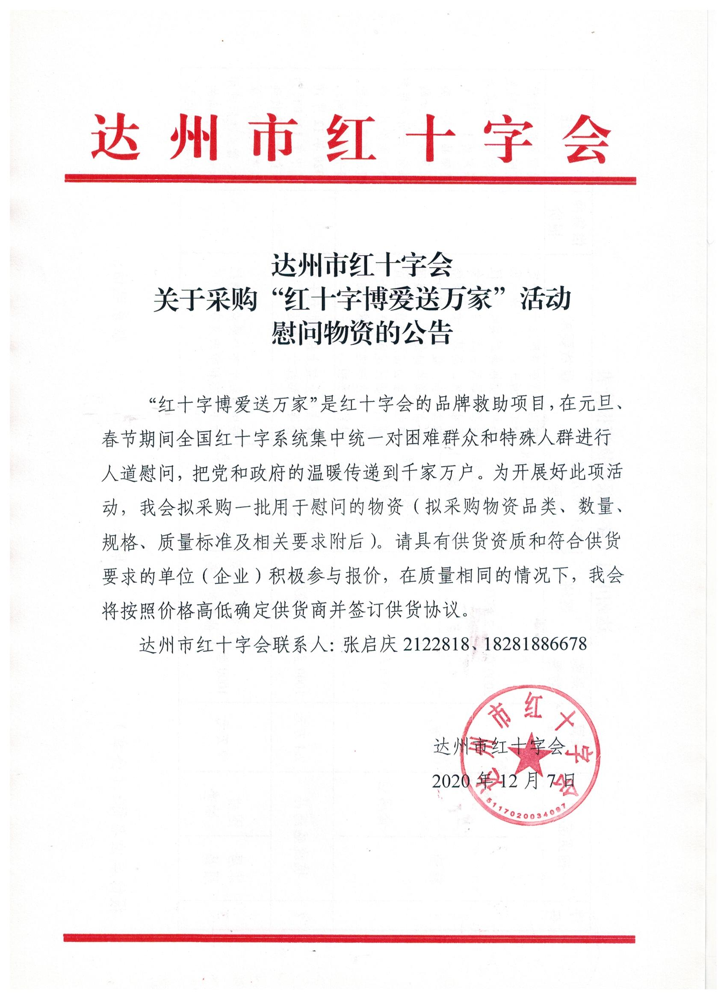 达州市红十字会
达州市红十字会
关于采购“红十字博爱送万家”活动
慰问物资的公告
“红十字博爱送万家”是红十字会的品牌救助项目，在元旦、
春节期间全国红十字系统集中统一对困难群众和特殊人群进行
人道慰问，把党和政府的温暖传递到千家万户。为开展好此项活
动，我会拟采购一批用于慰问的物资（拟采购物资品类、数量、
规格、质量标准及相关要求附后）。请具有供货资质和符合供货
要求的单位（企业）积极参与报价，在质量相同的情况下，我会
将按照价格高低确定供货商并签订供货协议。
达州市红十字会联系人：张启庆 2122818、18281886678
达州市红十字会
2020 年 12 月 7 日
达州市红十字会
5117020034097